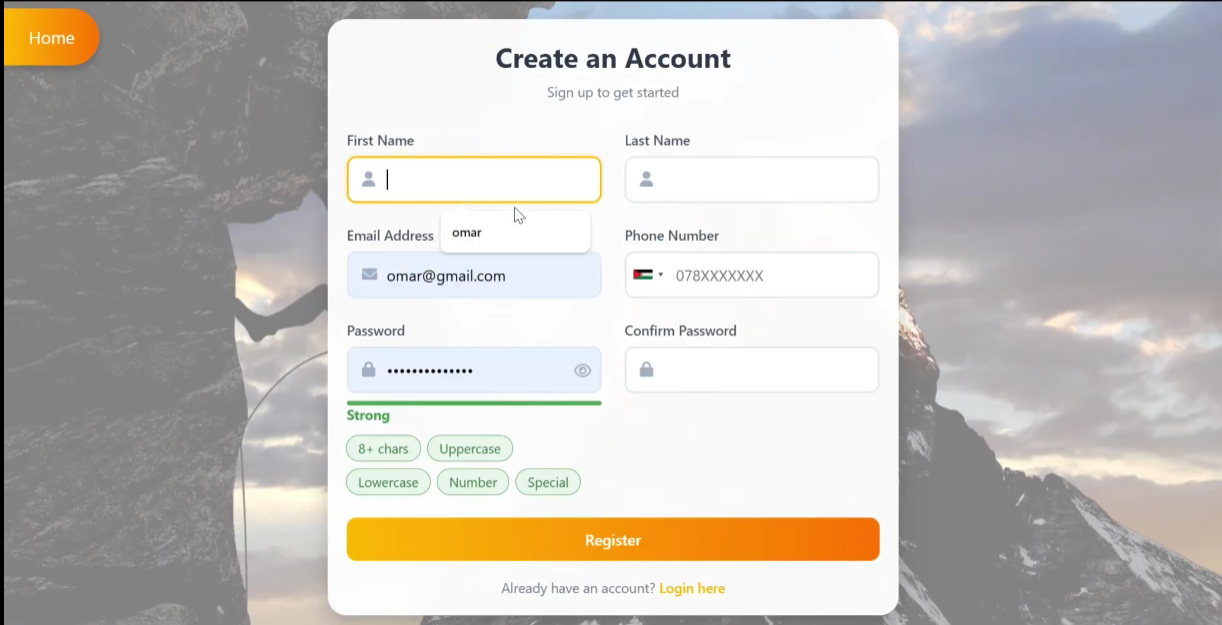 Home
Create an Account
Sign up to get started
First Name
Last Name
omar
Email Address
Phone Number
omar@gmail.com
078XXXXXXX
Password
Confirm Password
••••••••••••••
Strong
8+ chars
Uppercase
Lowercase
Number
Special
Register
Already have an account? Login here